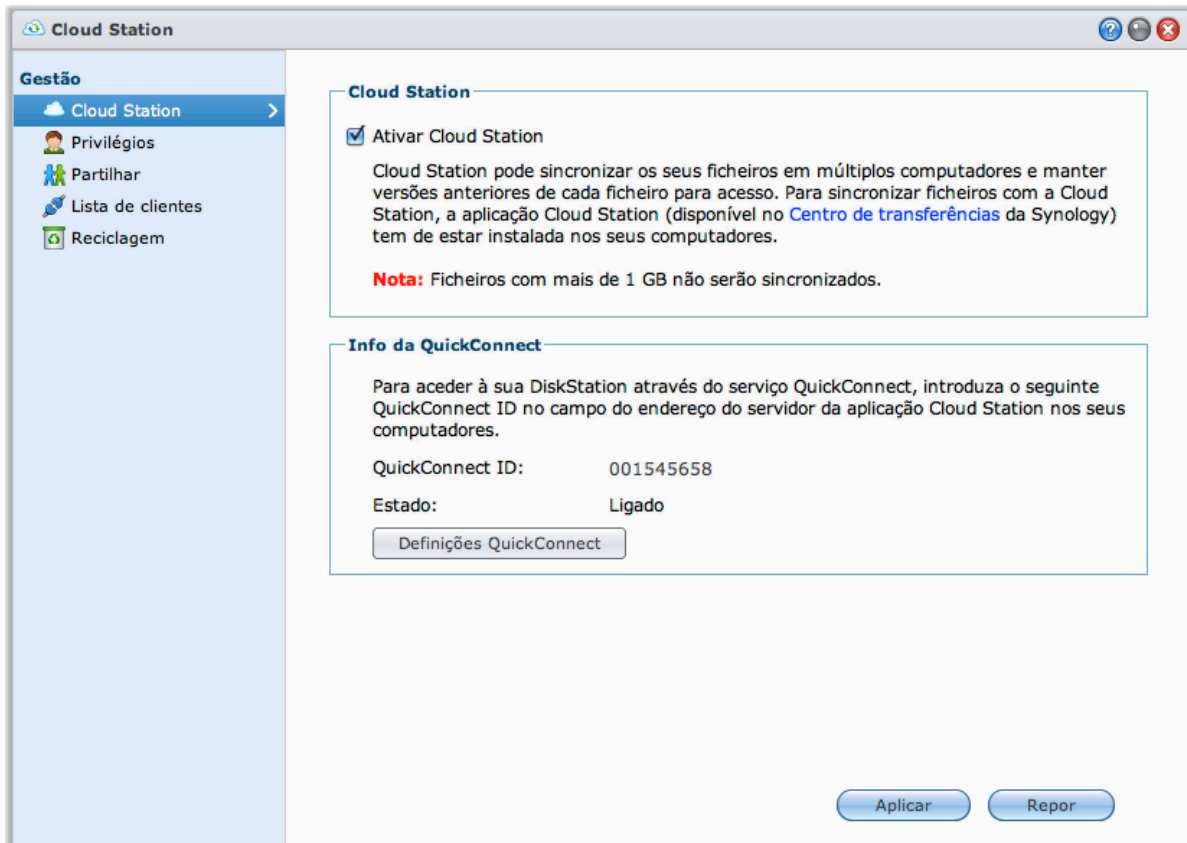 Cloud Station
Gestão
Cloud Station
Privilégios
Partilhar
Lista de clientes
Reciclagem
Cloud Station
Ativar Cloud Station
Cloud Station pode sincronizar os seus ficheiros em múltiplos computadores e manter
versões anteriores de cada ficheiro para acesso. Para sincronizar ficheiros com a Cloud
Station, a aplicação Cloud Station (disponível no Centro de transferências da Synology)
tem de estar instalada nos seus computadores.
Nota: Ficheiros com mais de 1 GB não serão sincronizados.
Info da QuickConnect
Para aceder à sua DiskStation através do serviço QuickConnect, introduza o seguinte
QuickConnect ID no campo do endereço do servidor da aplicação Cloud Station nos seus
computadores.
QuickConnect ID: 001545658
Estado: Ligado
Definições QuickConnect
Aplicar Repor